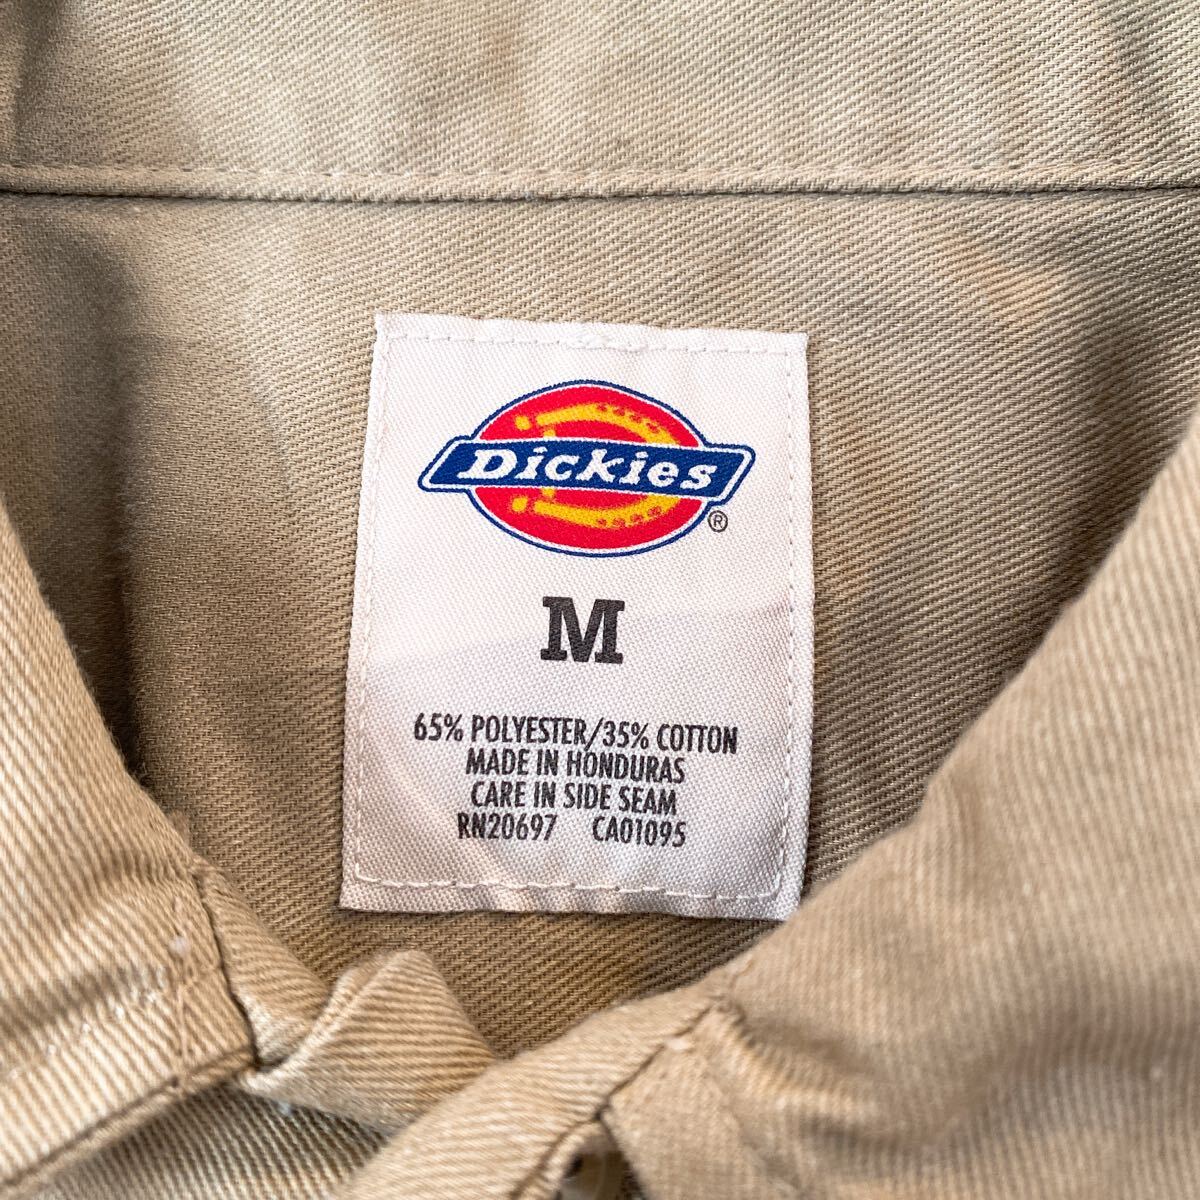 Dickies
®
M
65% POLYESTER/35% COTTON
MADE IN HONDURAS
CARE IN SIDE SEAM
RN20697 CA01095